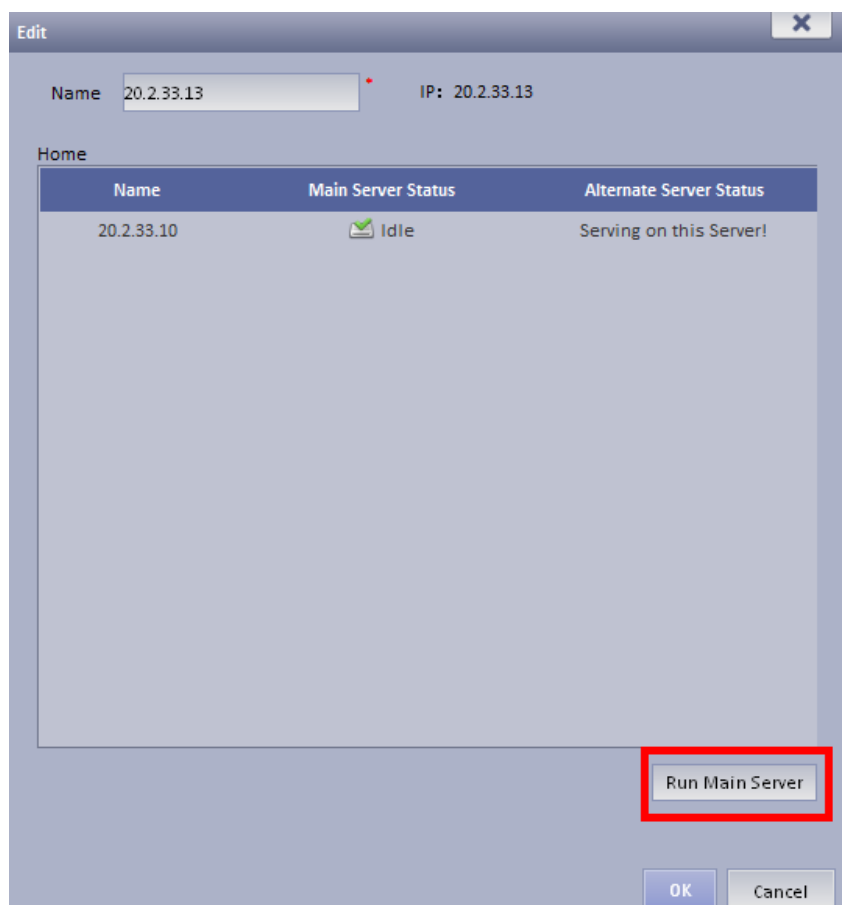 Edit
Name 20.2.33.13 * IP: 20.2.33.13
Home
Name Main Server Status Alternate Server Status
20.2.33.10 Idle Serving on this Server!
Run Main Server
OK Cancel